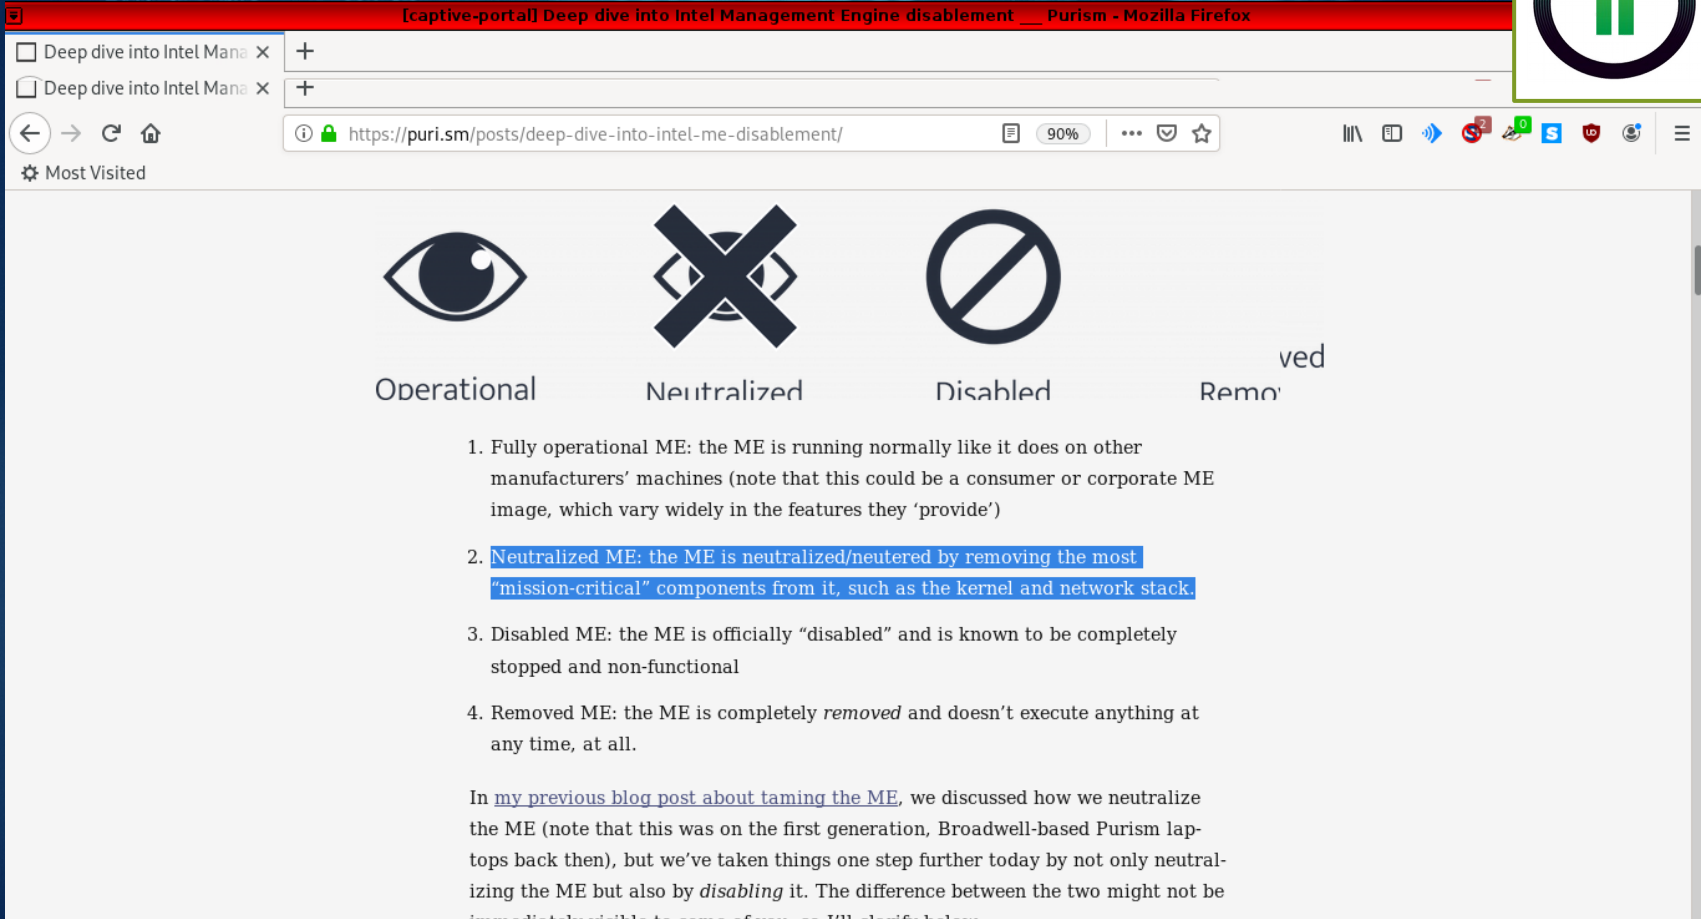 [captive-portal] Deep dive into Intel Management Engine disablement __ Purism - Mozilla Firefox
Deep dive into Intel Mana
Deep dive into Intel Mana
https://puri.sm/posts/deep-dive-into-intel-me-disablement/
90%
2
0
S
Most Visited
Operational Neutralized Disabled Remo
ved
1. Fully operational ME: the ME is running normally like it does on other
manufacturers’ machines (note that this could be a consumer or corporate ME
image, which vary widely in the features they ‘provide’)
2. Neutralized ME: the ME is neutralized/neutered by removing the most
“mission-critical” components from it, such as the kernel and network stack.
3. Disabled ME: the ME is officially “disabled” and is known to be completely
stopped and non-functional
4. Removed ME: the ME is completely removed and doesn’t execute anything at
any time, at all.
In my previous blog post about taming the ME, we discussed how we neutralize
the ME (note that this was on the first generation, Broadwell-based Purism lap-
tops back then), but we’ve taken things one step further today by not only neutral-
izing the ME but also by disabling it. The difference between the two might not be